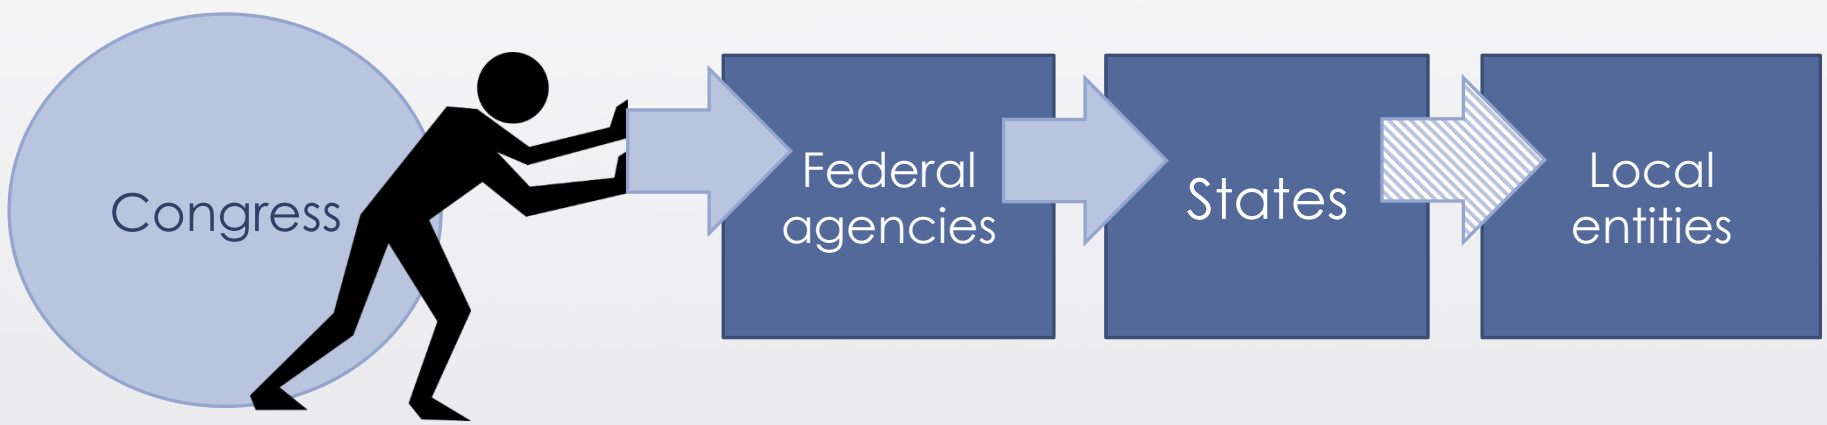 Congress
Federal
agencies
States
Local
entities